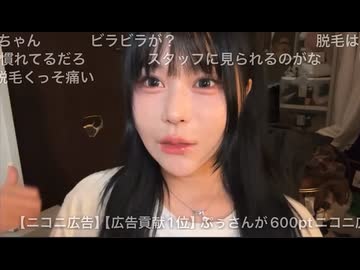 ちゃん ビラビラが？ 脱毛は
慣れてるだろ スタッフに見られるのがな
脱毛くっそ痛い
【ニコニ広告】【広告貢献1位】ぷぅさんが600ptニコニ広